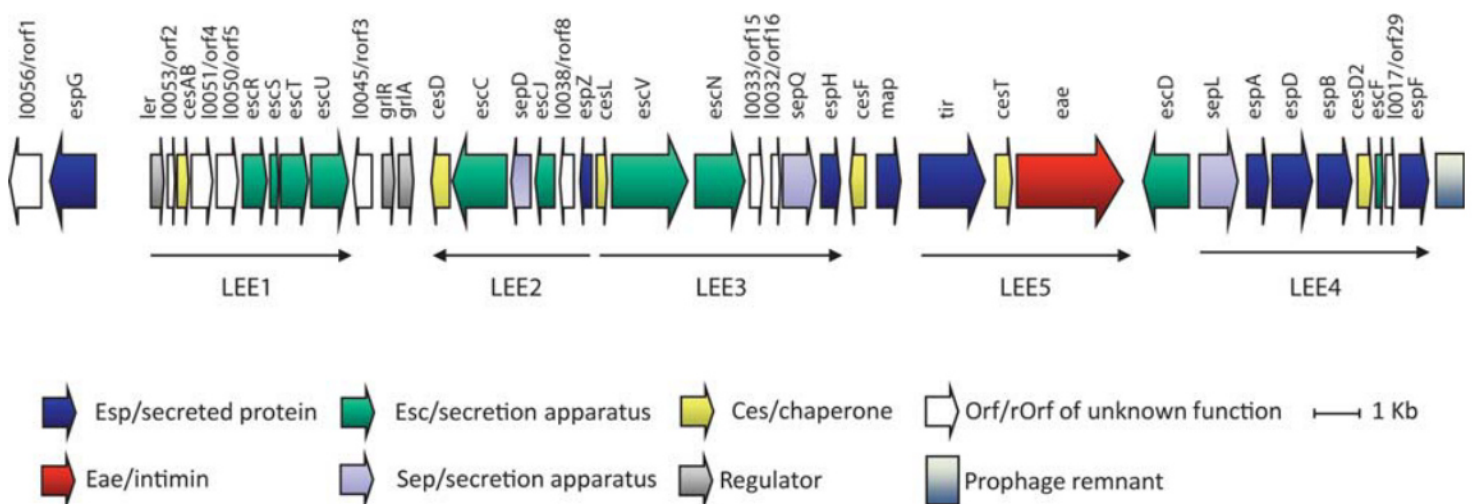 l0056/rorf1
espG
ler
l0053/orf2
cesAB
l0051/orf4
l0050/orf5
escR
escS
escT
escU
l0045/rorf3
grlR
grlA
cesD
escC
sepD
escJ
l0038/rorf8
espZ
cesL
escV
escN
l0033/orf15
l0032/orf16
sepQ
espH
cesF
map
tir
cesT
eae
escD
sepL
espA
espD
espB
cesD2
escF
l0017/orf29
espF
LEE1
LEE2
LEE3
LEE5
LEE4
Esp/secreted protein
Esc/secretion apparatus
Ces/chaperone
Orf/rOrf of unknown function
1 Kb
Eae/intimin
Sep/secretion apparatus
Regulator
Prophage remnant